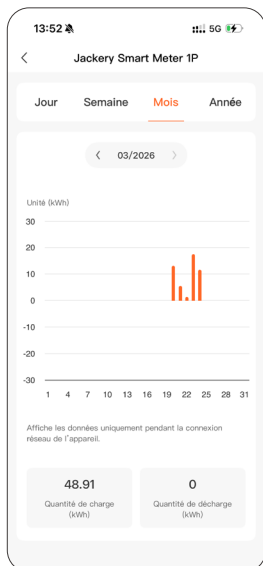 13:52 5G
Jackery Smart Meter 1P
Jour Semaine Mois Année
03/2026
Unité (kWh)
30
20
10
0
-10
-20
-30
1 4 7 10 13 16 19 22 25 28 31
Affiche les données uniquement pendant la connexion
réseau de l'appareil.
48.91 0
Quantité de charge Quantité de décharge
(kWh) (kWh)